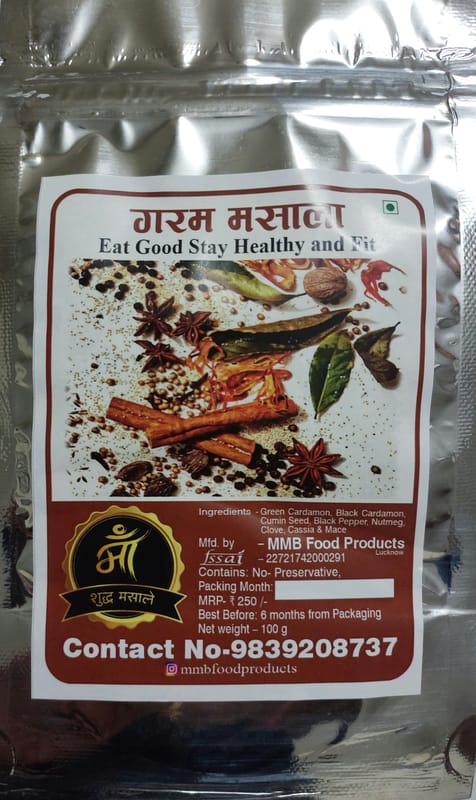 गरम मसाला
Eat Good Stay Healthy and Fit
Ingredients - Green Cardamon, Black Cardamon,
Cumin Seed, Black Pepper, Nutmeg,
Clove, Cassia & Mace
Mfd. by – MMB Food Products
Lucknow
fssai – 22721742000291
Contains: No- Preservative,
Packing Month:
MRP- ₹ 250 /-
Best Before: 6 months from Packaging
Net weight – 100 g
माँ
शुद्ध मसाले
Contact No-9839208737
mmbfoodproducts